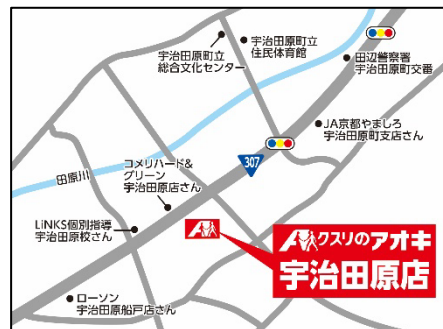 宇治田原町立
総合文化センター
宇治田原町立
住民体育館
田辺警察署
宇治田原町交番
JA京都やましろ
宇治田原町支店さん
307
コメリハード&
グリーン
宇治田原店さん
田原川
LiNKS個別指導
宇治田原校さん
クスリのアオキ
宇治田原店
ローソン
宇治田原船戸店さん